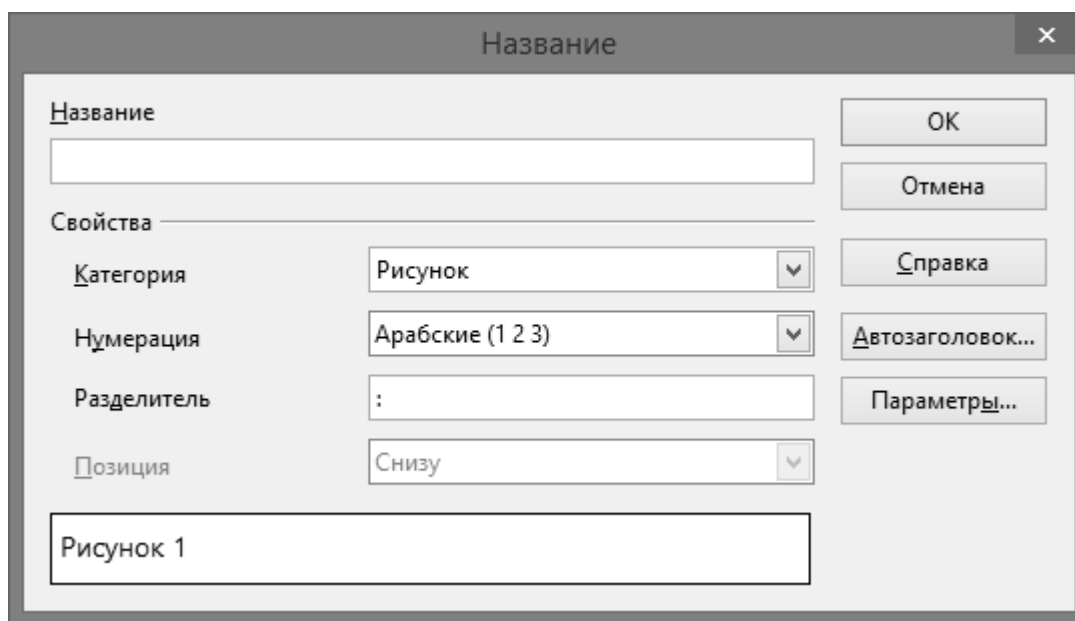 Название
×
Название
ОК
Отмена
Свойства
Категория
Рисунок
Справка
Нумерация
Арабские (1 2 3)
Автозаголовок...
Разделитель
:
Параметры...
Позиция
Снизу
Рисунок 1